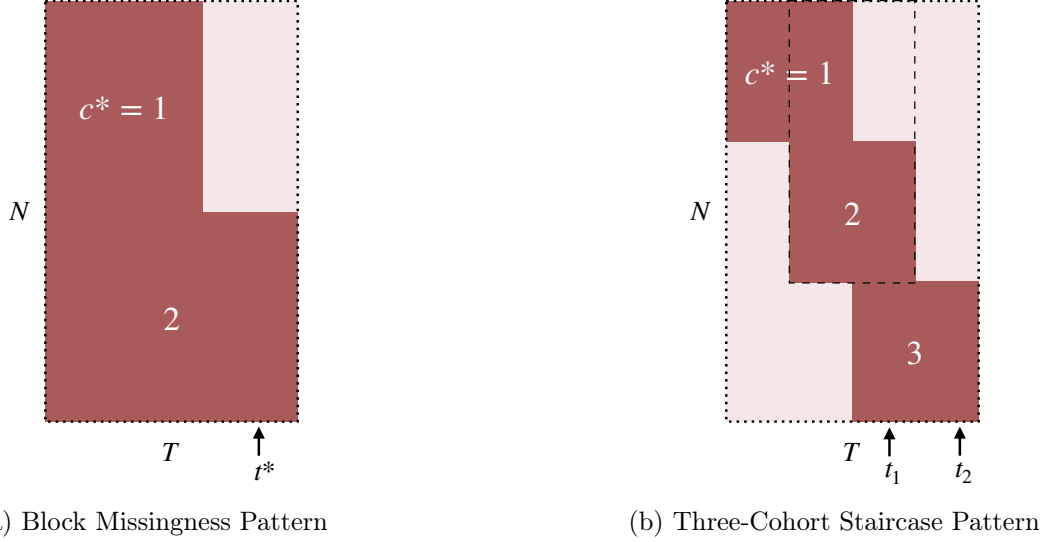 c* = 1
N
2
T
t*
) Block Missingness Pattern
c* = 1
N
2
3
T
t₁
t₂
(b) Three-Cohort Staircase Pattern